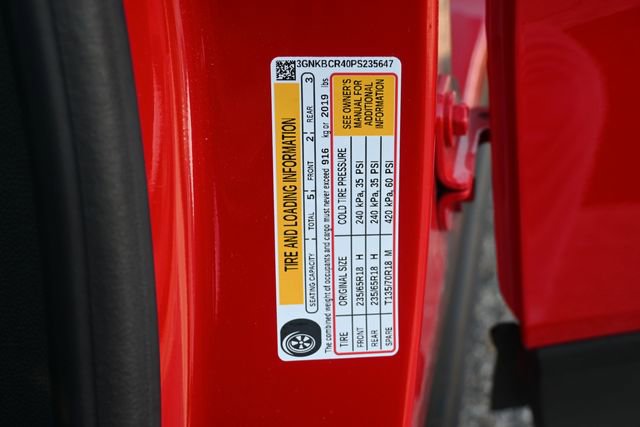 3GNKBCR40PS235647
TIRE AND LOADING INFORMATION
SEATING CAPACITY TOTAL 5 FRONT 2 REAR 3
The combined weight of occupants and cargo must never exceed 916 kg or 2019 lbs
TIRE ORIGINAL SIZE COLD TIRE PRESSURE
FRONT 235/65R18 H 240 kPa, 35 PSI
REAR 235/65R18 H 240 kPa, 35 PSI
SPARE T135/70R18 M 420 kPa, 60 PSI
SEE OWNER'S
MANUAL FOR
ADDITIONAL
INFORMATION